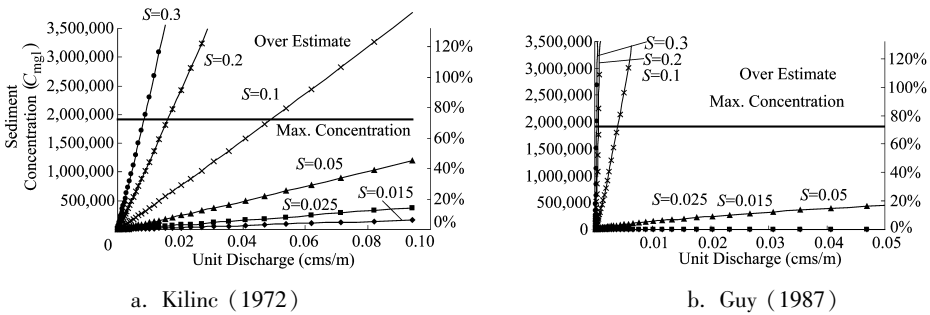 S=0.3
3,500,000
3,000,000
2,500,000
2,000,000
1,500,000
1,000,000
500,000
0
Sediment
Concentration (Cmgl)
S=0.2
Over Estimate
S=0.1
Max. Concentration
S=0.05
S=0.015
S=0.025
120%
100%
80%
60%
40%
20%
0%
0.02 0.04 0.06 0.08 0.10
Unit Discharge (cms/m)
a. Kilinc (1972)
3,500,000
3,000,000
2,500,000
2,000,000
1,500,000
1,000,000
500,000
0
S=0.3
S=0.2
S=0.1
Over Estimate
Max. Concentration
S=0.025 S=0.015 S=0.05
120%
100%
80%
60%
40%
20%
0%
0.01 0.02 0.03 0.04 0.05
Unit Discharge (cms/m)
b. Guy (1987)